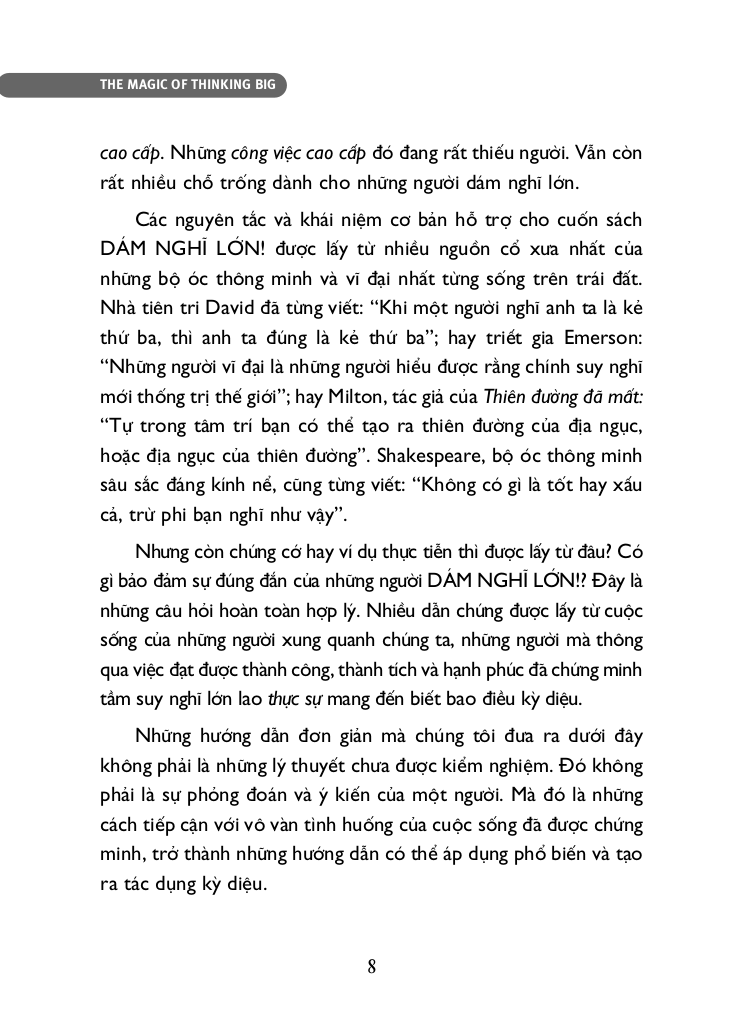 THE MAGIC OF THINKING BIG
cao cấp. Những công việc cao cấp đó đang rất thiếu người. Vẫn còn
rất nhiều chỗ trống dành cho những người dám nghĩ lớn.
Các nguyên tắc và khái niệm cơ bản hỗ trợ cho cuốn sách
DÁM NGHĨ LỚN! được lấy từ nhiều nguồn cổ xưa nhất của
những bộ óc thông minh và vĩ đại nhất từng sống trên trái đất.
Nhà tiên tri David đã từng viết: “Khi một người nghĩ anh ta là kẻ
thứ ba, thì anh ta đúng là kẻ thứ ba”; hay triết gia Emerson:
“Những người vĩ đại là những người hiểu được rằng chính suy nghĩ
mới thống trị thế giới”; hay Milton, tác giả của Thiên đường đã mất:
“Tự trong tâm trí bạn có thể tạo ra thiên đường của địa ngục,
hoặc địa ngục của thiên đường”. Shakespeare, bộ óc thông minh
sâu sắc đáng kính nể, cũng từng viết: “Không có gì là tốt hay xấu
cả, trừ phi bạn nghĩ như vậy”.
Nhưng còn chứng cớ hay ví dụ thực tiễn thì được lấy từ đâu? Có
gì bảo đảm sự đúng đắn của những người DÁM NGHĨ LỚN!? Đây là
những câu hỏi hoàn toàn hợp lý. Nhiều dẫn chứng được lấy từ cuộc
sống của những người xung quanh chúng ta, những người mà thông
qua việc đạt được thành công, thành tích và hạnh phúc đã chứng minh
tầm suy nghĩ lớn lao thực sự mang đến biết bao điều kỳ diệu.
Những hướng dẫn đơn giản mà chúng tôi đưa ra dưới đây
không phải là những lý thuyết chưa được kiểm nghiệm. Đó không
phải là sự phỏng đoán và ý kiến của một người. Mà đó là những
cách tiếp cận với vô vàn tình huống của cuộc sống đã được chứng
minh, trở thành những hướng dẫn có thể áp dụng phổ biến và tạo
ra tác dụng kỳ diệu.
8